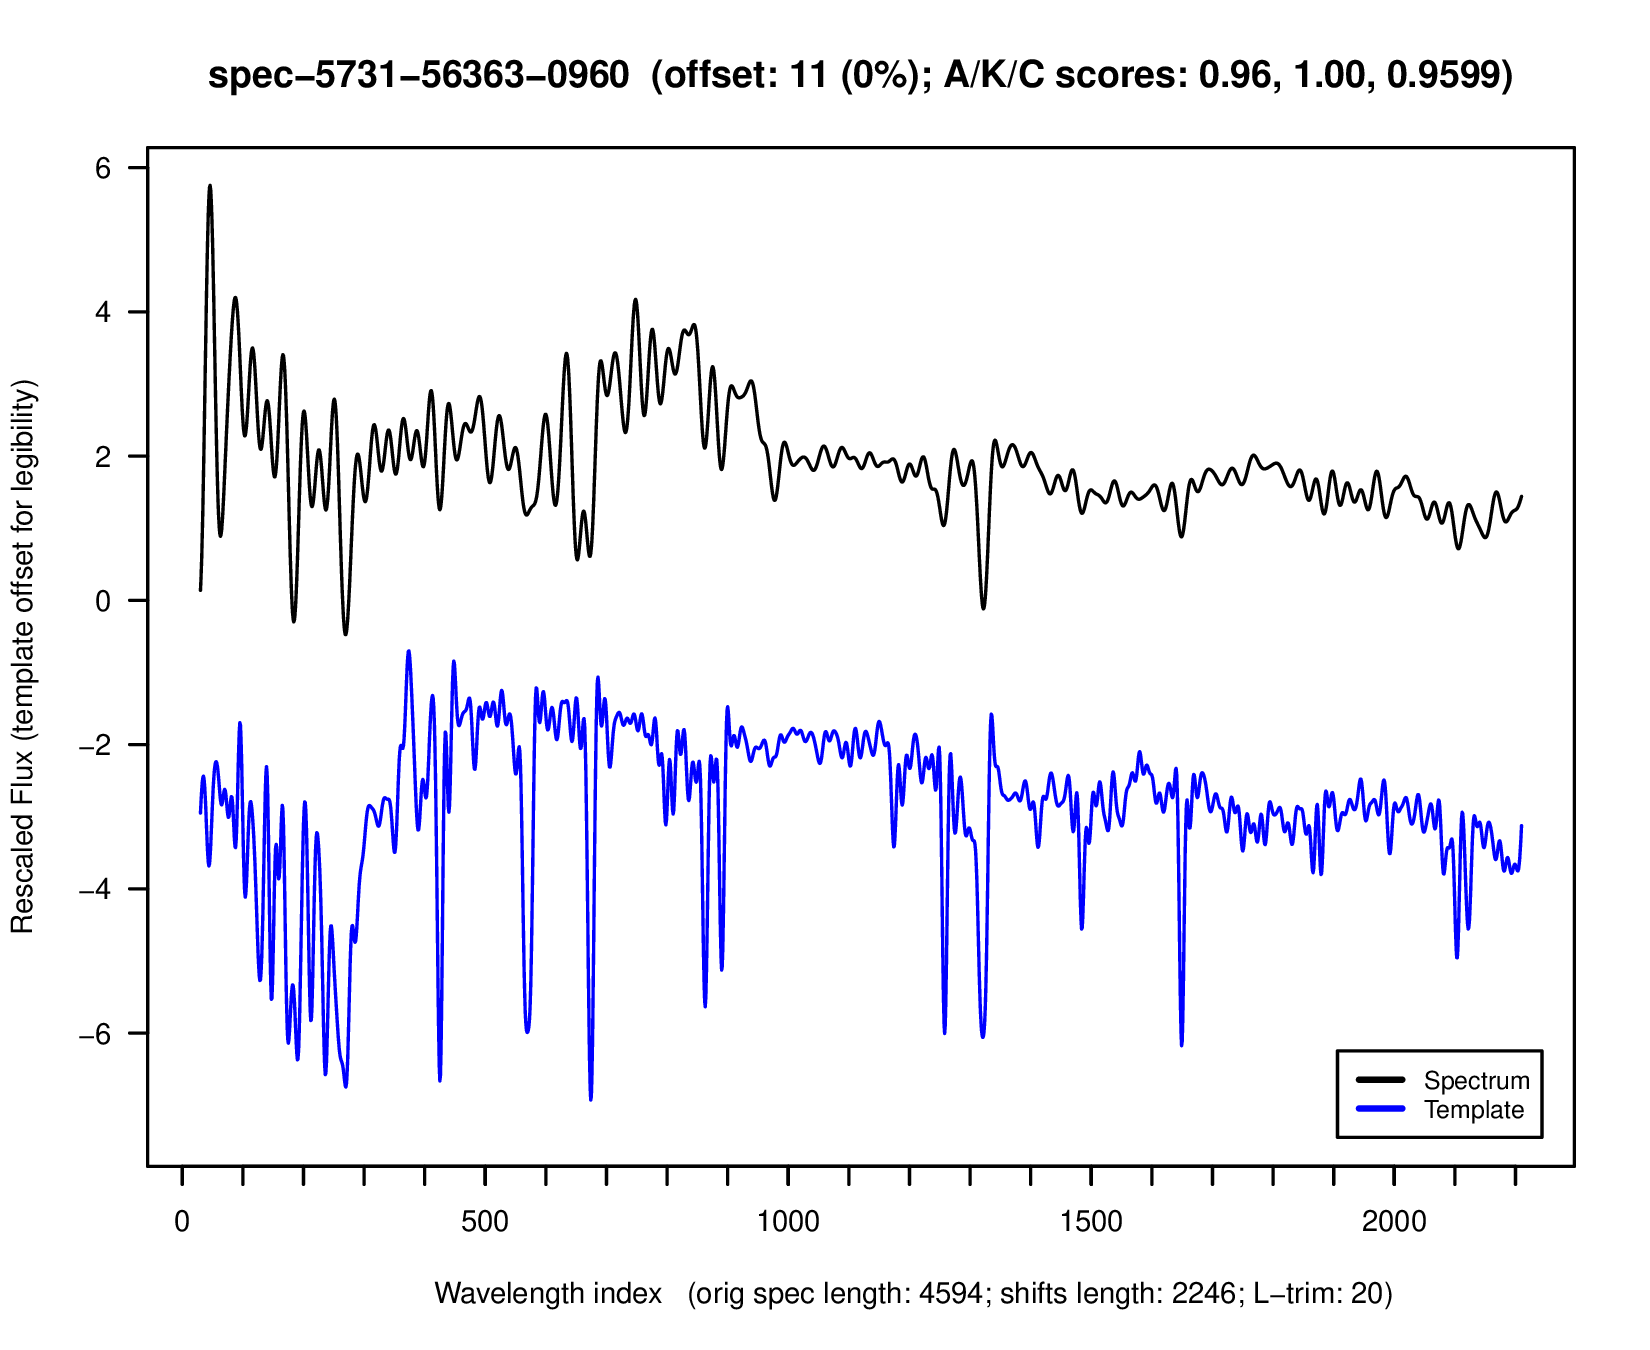 spec−5731−56363−0960 (offset: 11 (0%); A/K/C scores: 0.96, 1.00, 0.9599)
Rescaled Flux (template offset for legibility)
6
4
2
0
−2
−4
−6
Spectrum
Template
0 500 1000 1500 2000
Wavelength index (orig spec length: 4594; shifts length: 2246; L−trim: 20)